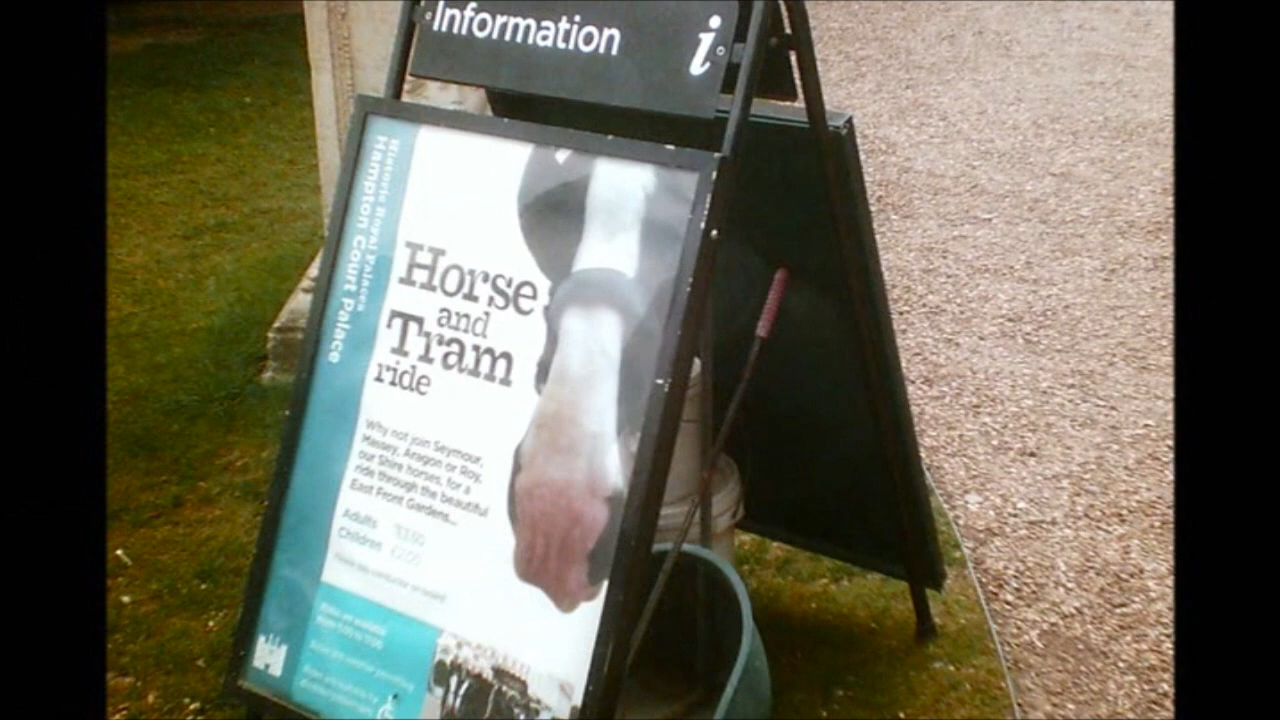 Information i
Historic Royal Palaces
Hampton Court Palace
Horse
and
Tram
ride
Why not join Seymour,
Massey, Aragon or Roy,
our Shire horses, for a
ride through the beautiful
East Front Gardens...
Adults
Children